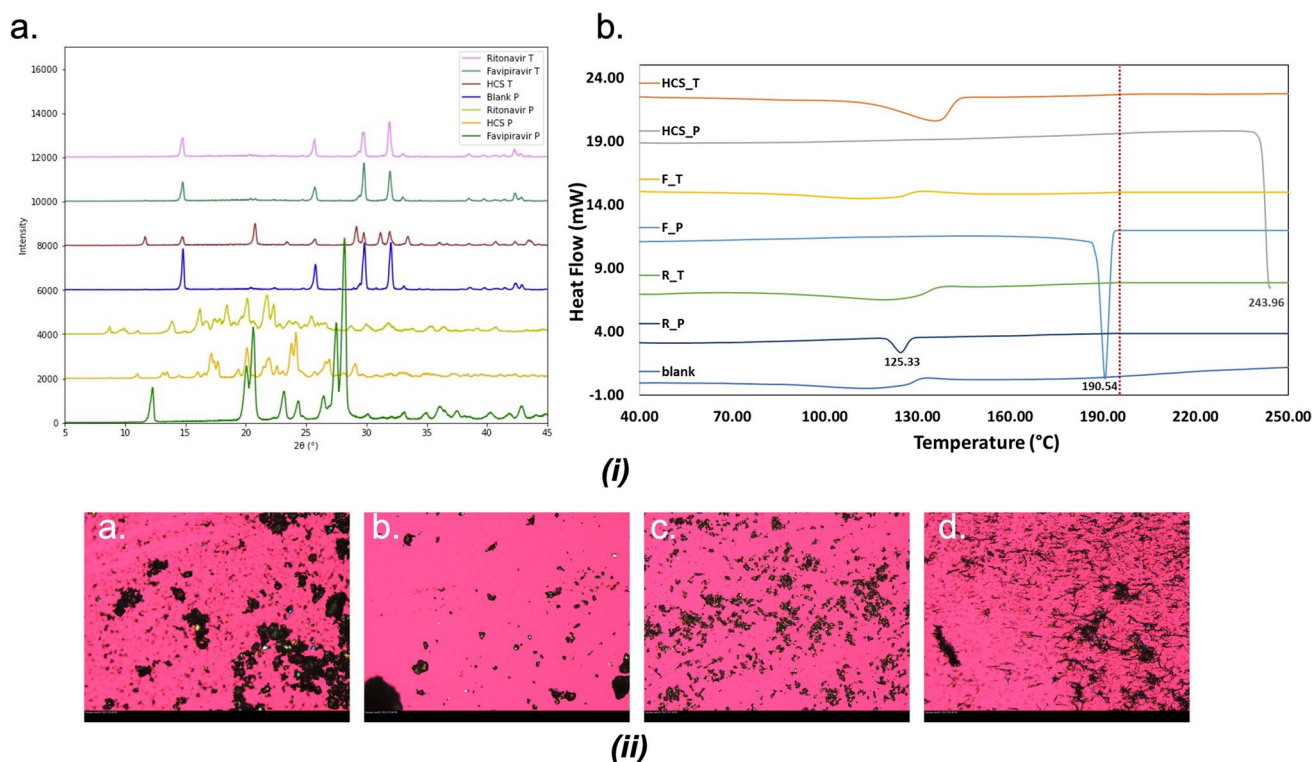 a.
16000
14000
12000
10000
8000
6000
4000
2000
0
Intensity
5
10
15
20
25
30
35
40
45
2θ (°)
Ritonavir T
Favipiravir T
HCS T
Blank P
Ritonavir P
HCS P
Favipiravir P
b.
24.00
19.00
14.00
9.00
4.00
-1.00
Heat Flow (mW)
HCS_T
HCS_P
F_T
F_P
R_T
R_P
blank
243.96
125.33
190.54
40.00
70.00
100.00
130.00
160.00
190.00
220.00
250.00
Temperature (°C)
(i)
a.
b.
c.
d.
(ii)